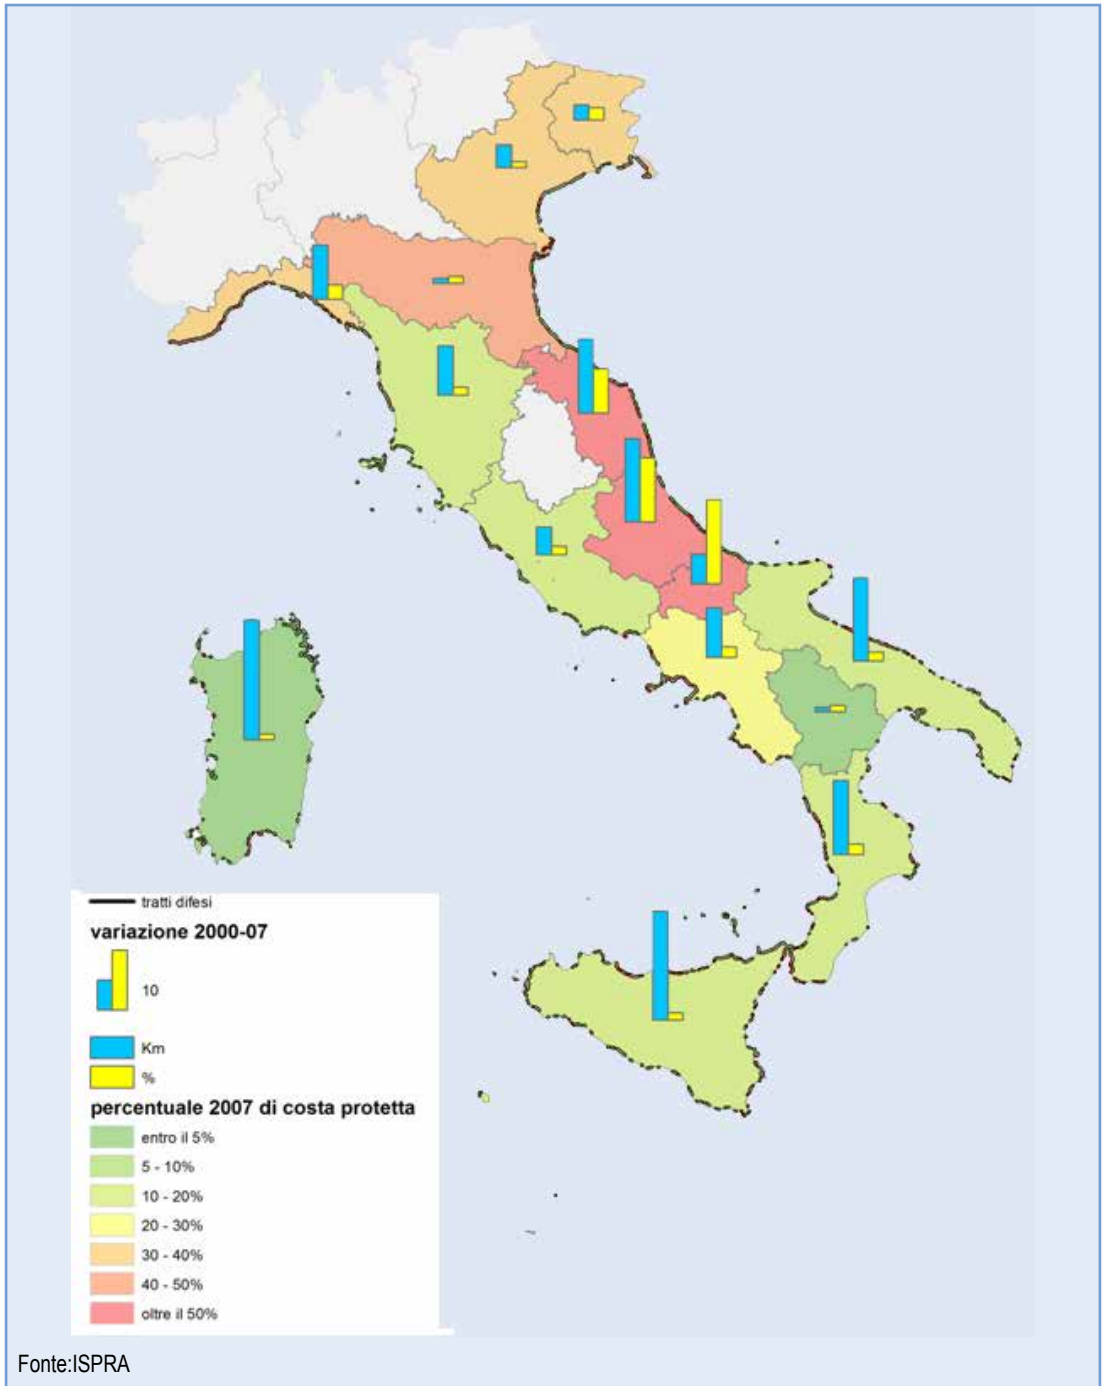 tratti difesi
variazione 2000-07
10
Km
%
percentuale 2007 di costa protetta
entro il 5%
5 - 10%
10 - 20%
20 - 30%
30 - 40%
40 - 50%
oltre il 50%
Fonte:ISPRA